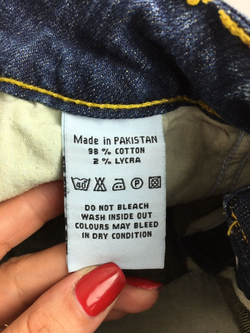 Made in PAKISTAN
98 % COTTON
2 % LYCRA
40 P
DO NOT BLEACH
WASH INSIDE OUT
COLOURS MAY BLEED
IN DRY CONDITION